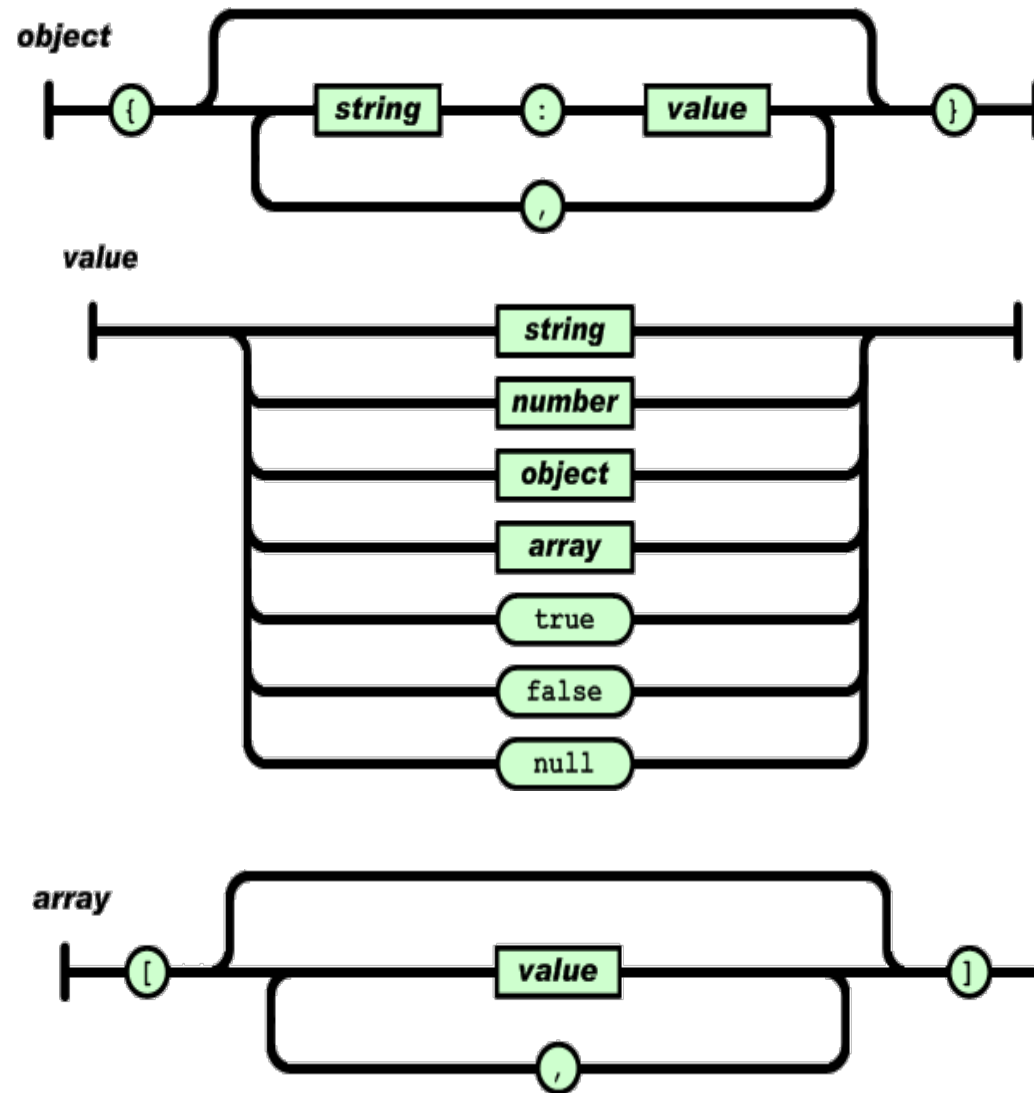 object
{ string : value }
,
value
string
number
object
array
true
false
null
array
[ value ]
,